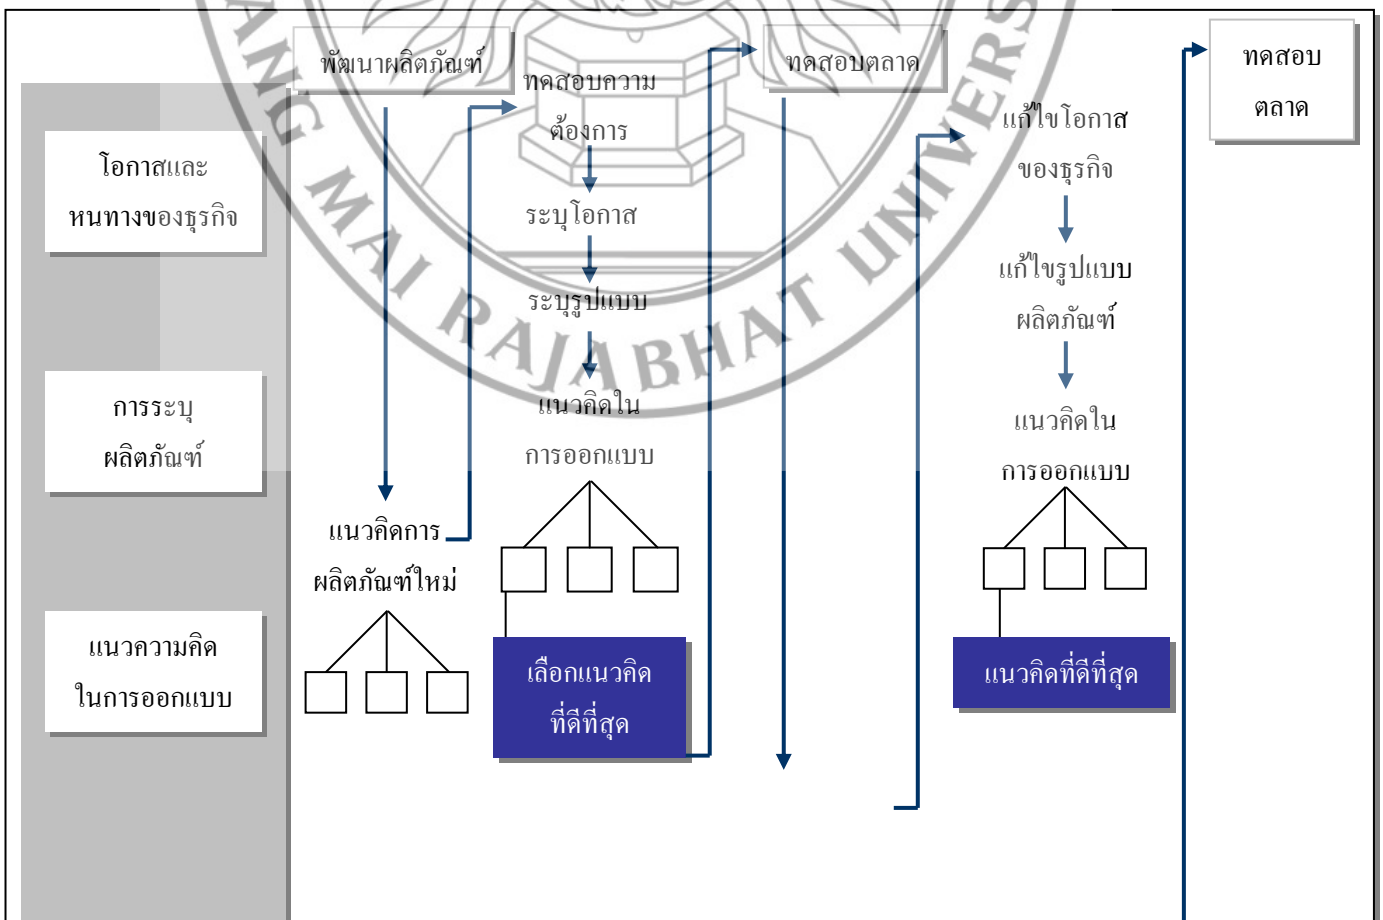 พัฒนาผลิตภัณฑ์
ทดสอบความ
ต้องการ
ระบุโอกาส
ระบุรูปแบบ
แนวคิดใน
การออกแบบ
เลือกแนวคิด
ที่ดีที่สุด
ทดสอบตลาด
แก้ไขโอกาส
ของธุรกิจ
แก้ไขรูปแบบ
ผลิตภัณฑ์
แนวคิดใน
การออกแบบ
แนวคิดที่ดีที่สุด
ทดสอบ
ตลาด
โอกาสและ
หนทางของธุรกิจ
การระบุ
ผลิตภัณฑ์
แนวความคิด
ในการออกแบบ
แนวคิดการ
ผลิตภัณฑ์ใหม่
ANG MAI RAJABHAT UNIVERS